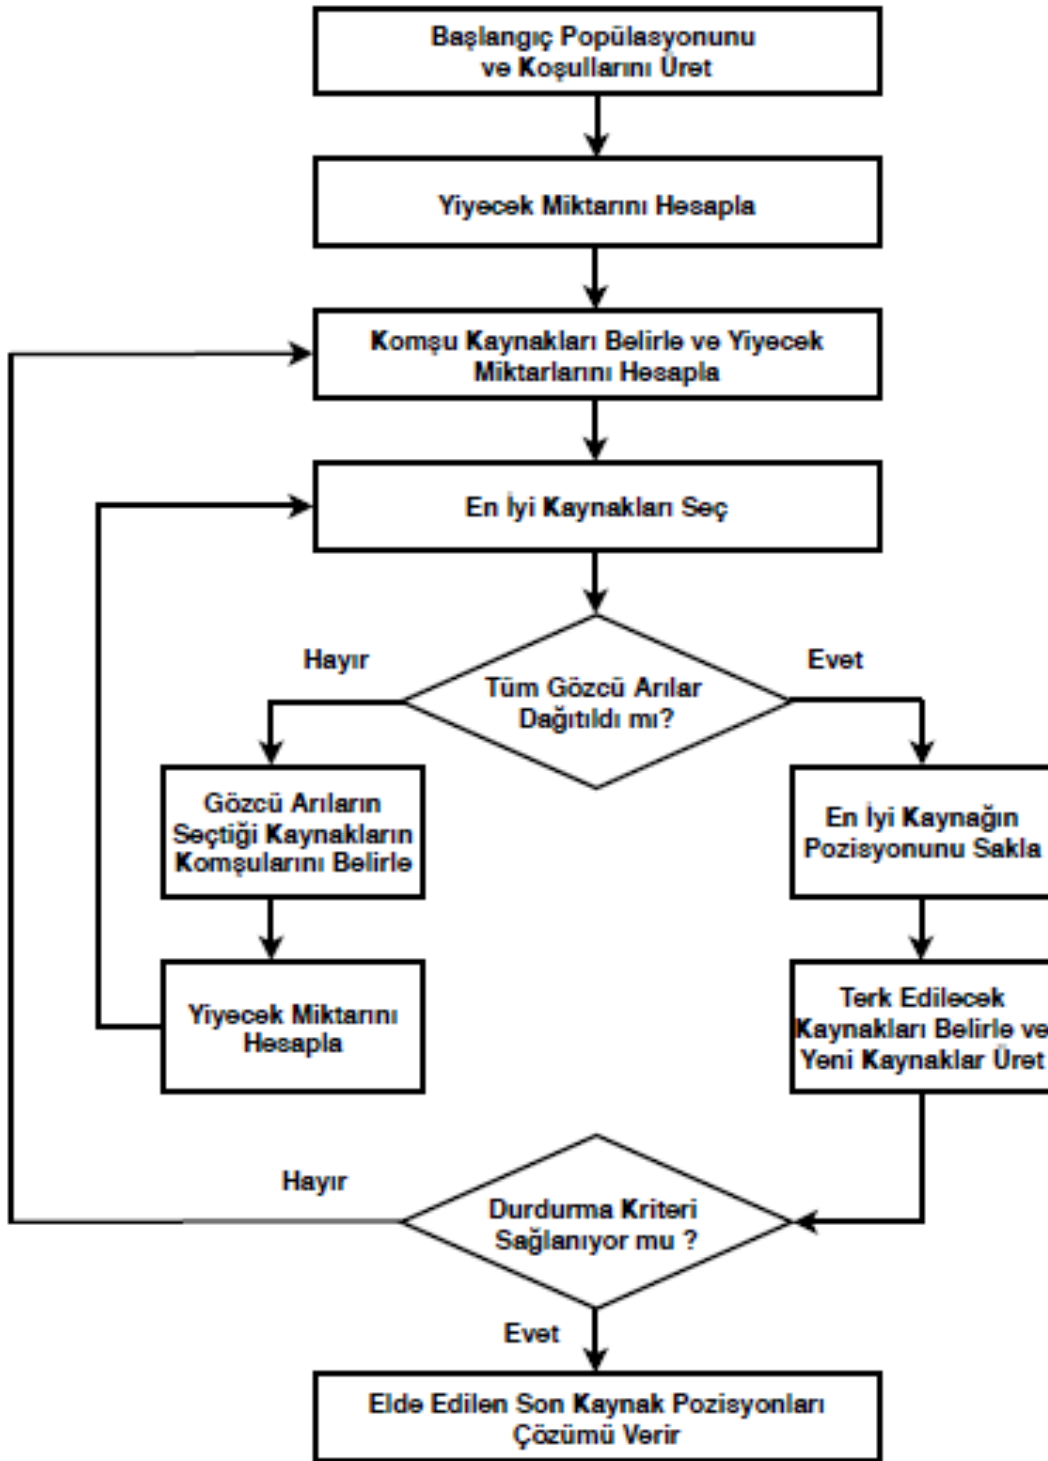 Başlangıç Popülasyonunu
ve Koşullarını Üret
Yiyecek Miktarını Hesapla
Komşu Kaynakları Belirle ve Yiyecek
Miktarlarını Hesapla
En İyi Kaynakları Seç
Hayır
Evet
Tüm Gözcü Arılar
Dağıtıldı mı?
Gözcü Arıların
Seçtiği Kaynakların
Komşularını Belirle
En İyi Kaynağın
Pozisyonunu Sakla
Yiyecek Miktarını
Hesapla
Terk Edilecek
Kaynakları Belirle ve
Yeni Kaynaklar Üret
Hayır
Durdurma Kriteri
Sağlanıyor mu ?
Evet
Elde Edilen Son Kaynak Pozisyonları
Çözümü Verir